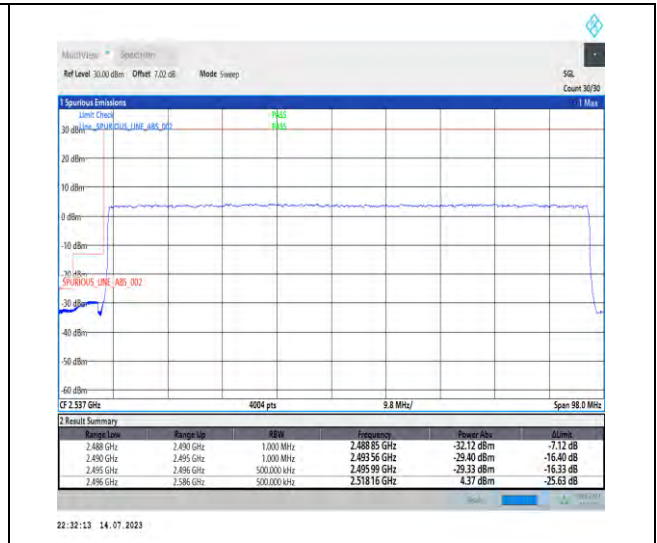 MultiView Spectrum
Ref Level 30.00 dBm Offset 7.02 dB Mode Sweep SGL
Count 30/30
1 Spurious Emissions 1 Max
Limit Check PASS
Line_SPURIOUS_LINE_ABS_002 PASS
30 dBm
20 dBm
10 dBm
0 dBm
-10 dBm
-20 dBm
SPURIOUS_LINE_ABS_002
-30 dBm
-40 dBm
-50 dBm
-60 dBm
CF 2.537 GHz 4004 pts 9.8 MHz/ Span 98.0 MHz
2 Result Summary
Range Low Range Up RBW Frequency Power Abs ΔLimit
2.488 GHz 2.490 GHz 1.000 MHz 2.488 85 GHz -32.12 dBm -7.12 dB
2.490 GHz 2.495 GHz 1.000 MHz 2.493 56 GHz -29.40 dBm -16.40 dB
2.495 GHz 2.496 GHz 500.000 kHz 2.495 99 GHz -29.33 dBm -16.33 dB
2.496 GHz 2.586 GHz 500.000 kHz 2.518 16 GHz 4.37 dBm -25.63 dB
22:32:13 14.07.2023